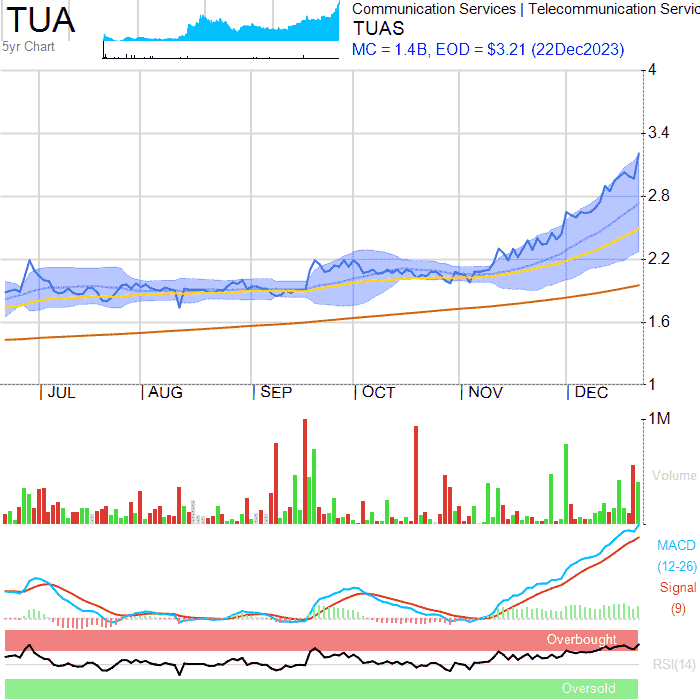 TUA
5yr Chart
Communication Services | Telecommunication Servic
TUAS
MC = 1.4B, EOD = $3.21 (22Dec2023)
4
3.4
2.8
2.2
1.6
1
JUL
AUG
SEP
OCT
NOV
DEC
1M
Volume
MACD
(12-26)
Signal
(9)
Overbought
RSI(14)
Oversold